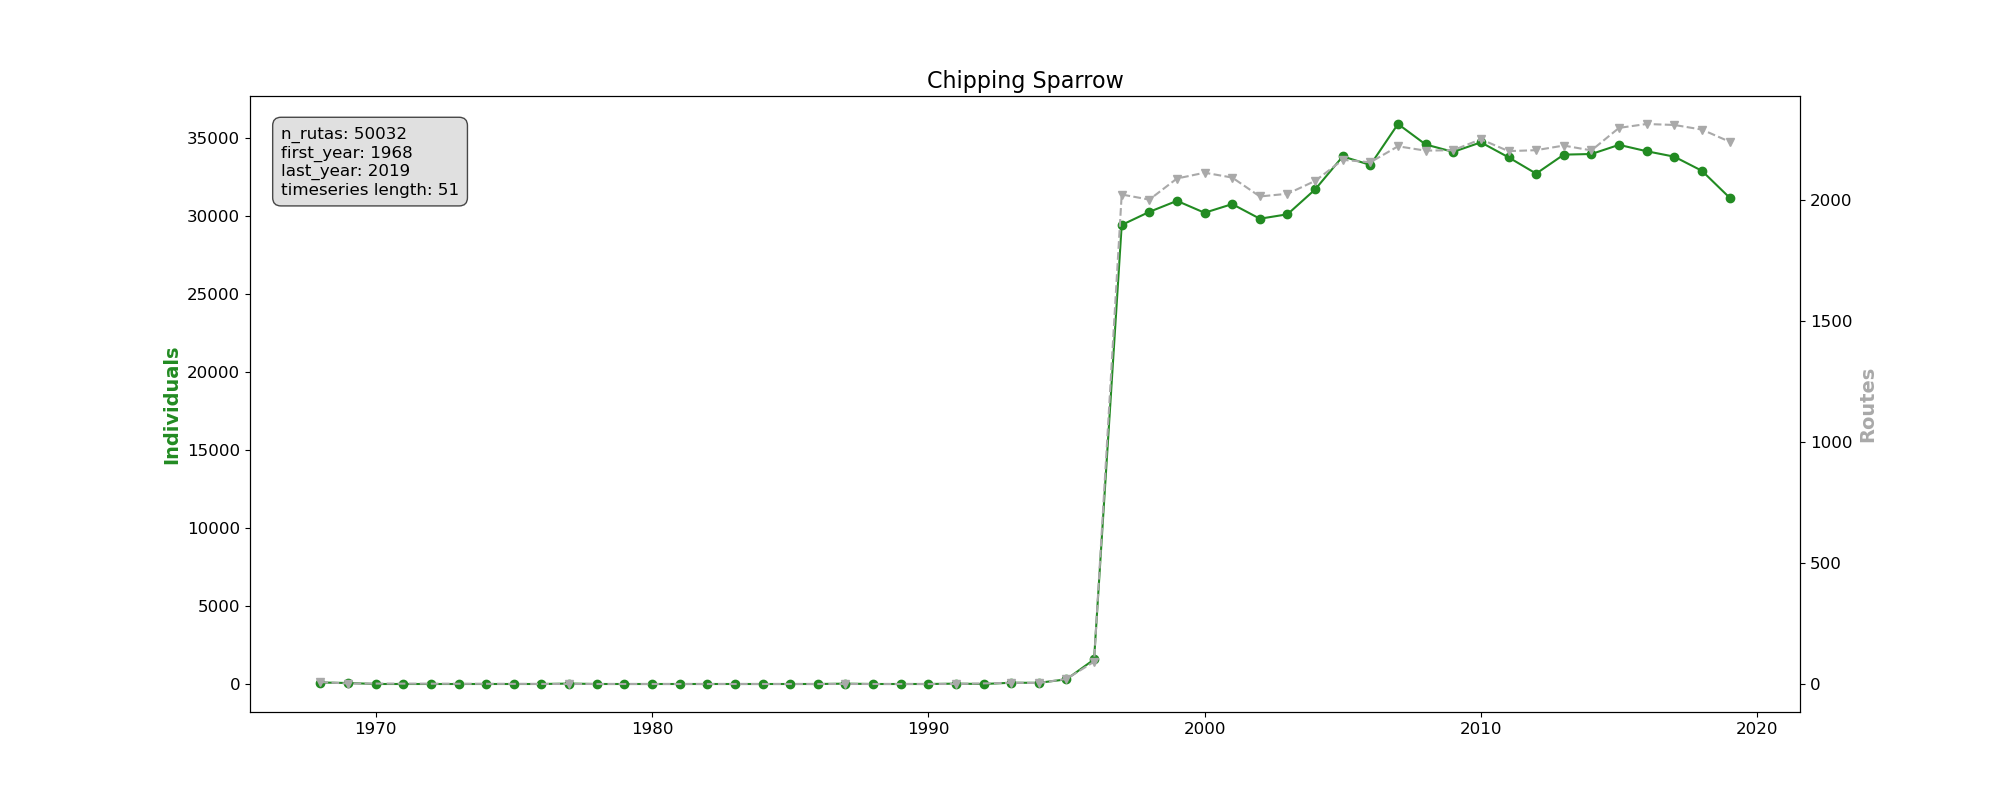 Chipping Sparrow
n_rutas: 50032
first_year: 1968
last_year: 2019
timeseries length: 51
35000
30000
25000
20000
15000
10000
5000
0
Individuals
2000
1500
1000
500
0
Routes
1970 1980 1990 2000 2010 2020